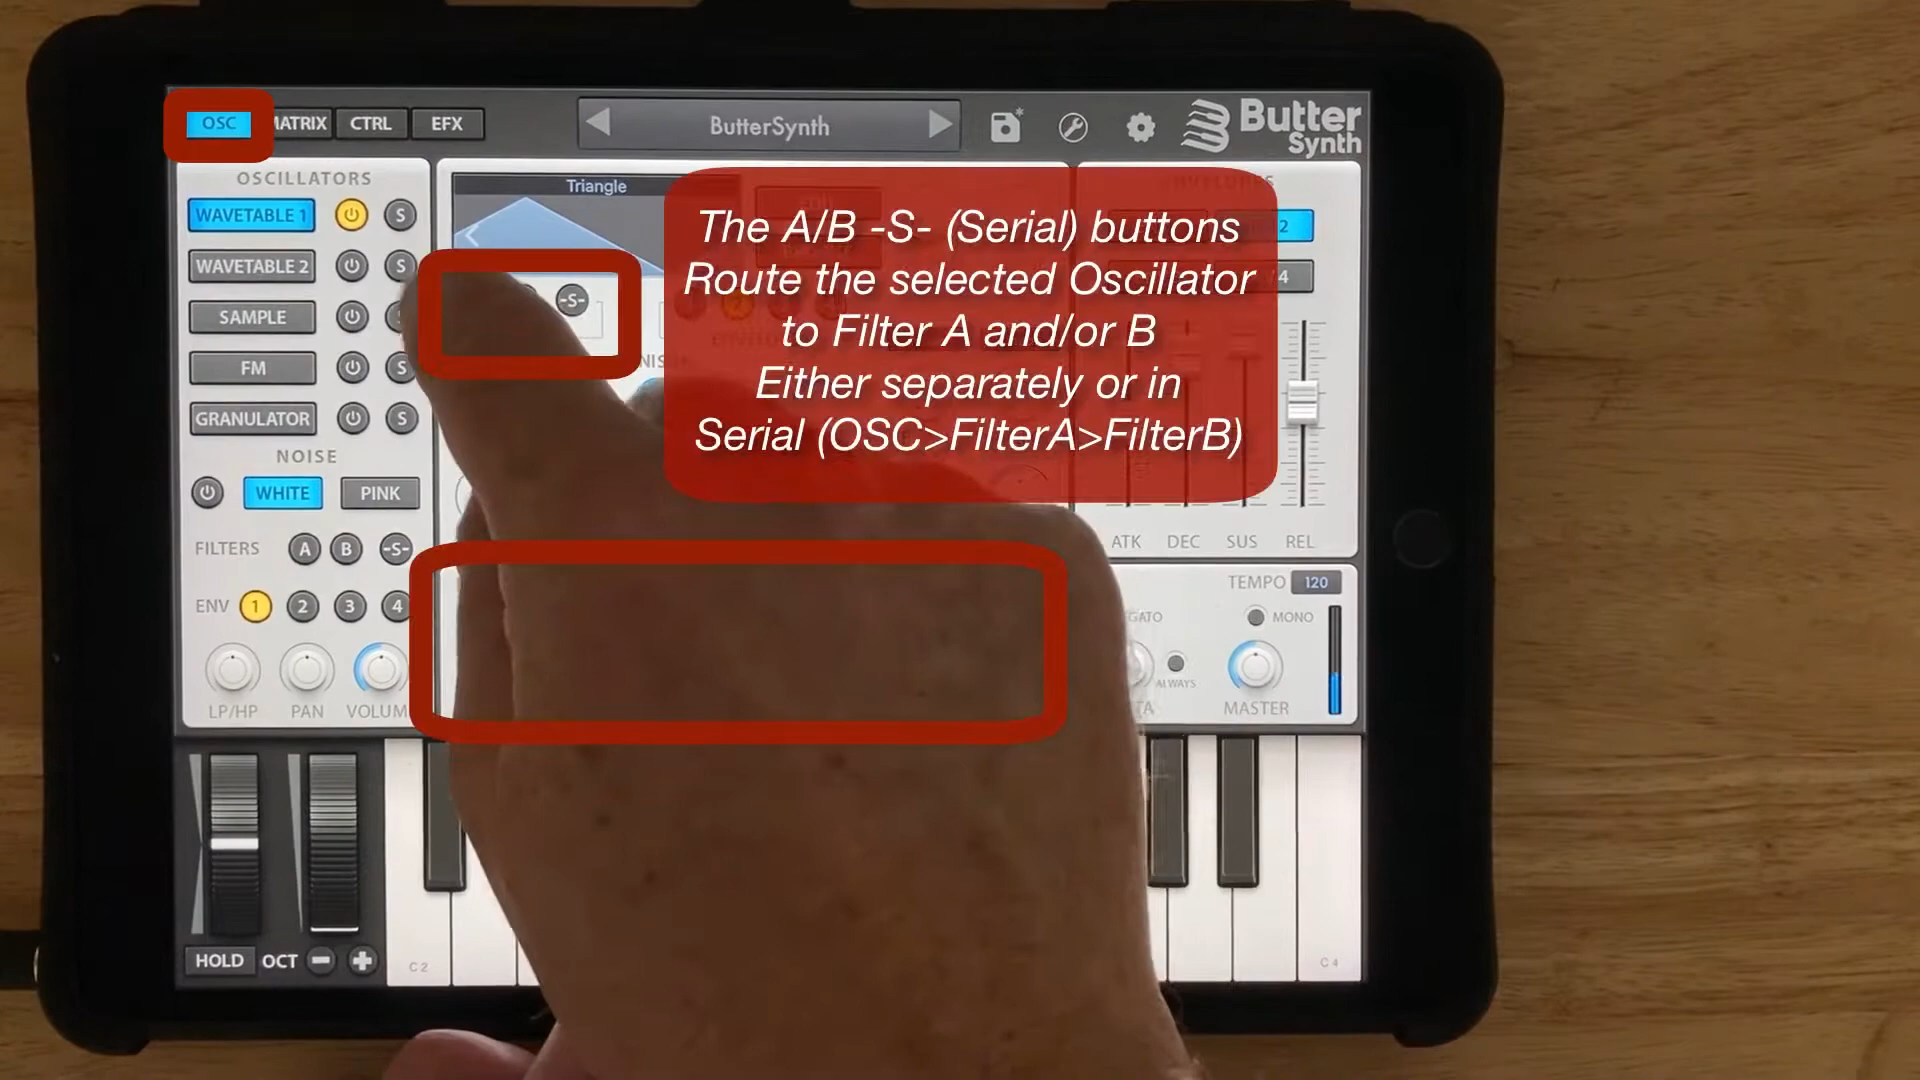 OSC
MATRIX
CTRL
EFX
ButterSynth
Butter
Synth
OSCILLATORS
WAVETABLE 1
S
WAVETABLE 2
S
SAMPLE
FM
S
GRANULATOR
S
NOISE
WHITE
PINK
FILTERS
A
B
-S-
ENV
1
2
3
4
LP/HP
PAN
Triangle
-S-
The A/B -S- (Serial) buttons
Route the selected Oscillator
to Filter A and/or B
Either separately or in
Serial (OSC>FilterA>FilterB)
2
4
ATK
DEC
SUS
REL
TEMPO
120
MONO
ALWAYS
MASTER
HOLD
OCT
C2
C4